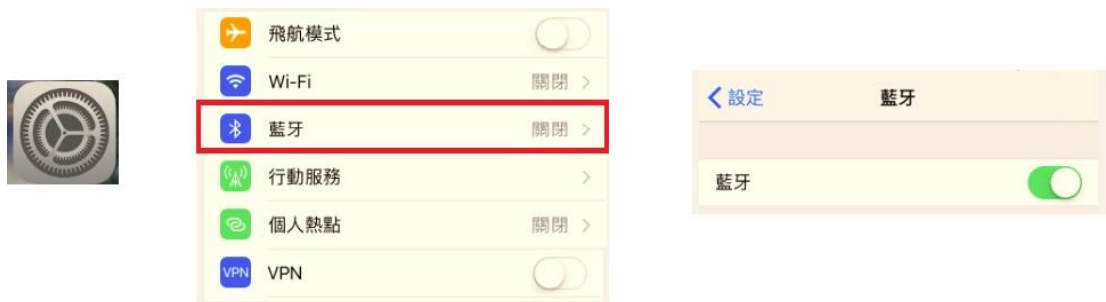 飛航模式
Wi-Fi 關閉
藍牙 關閉
行動服務
個人熱點 關閉
VPN VPN
設定 藍牙
藍牙